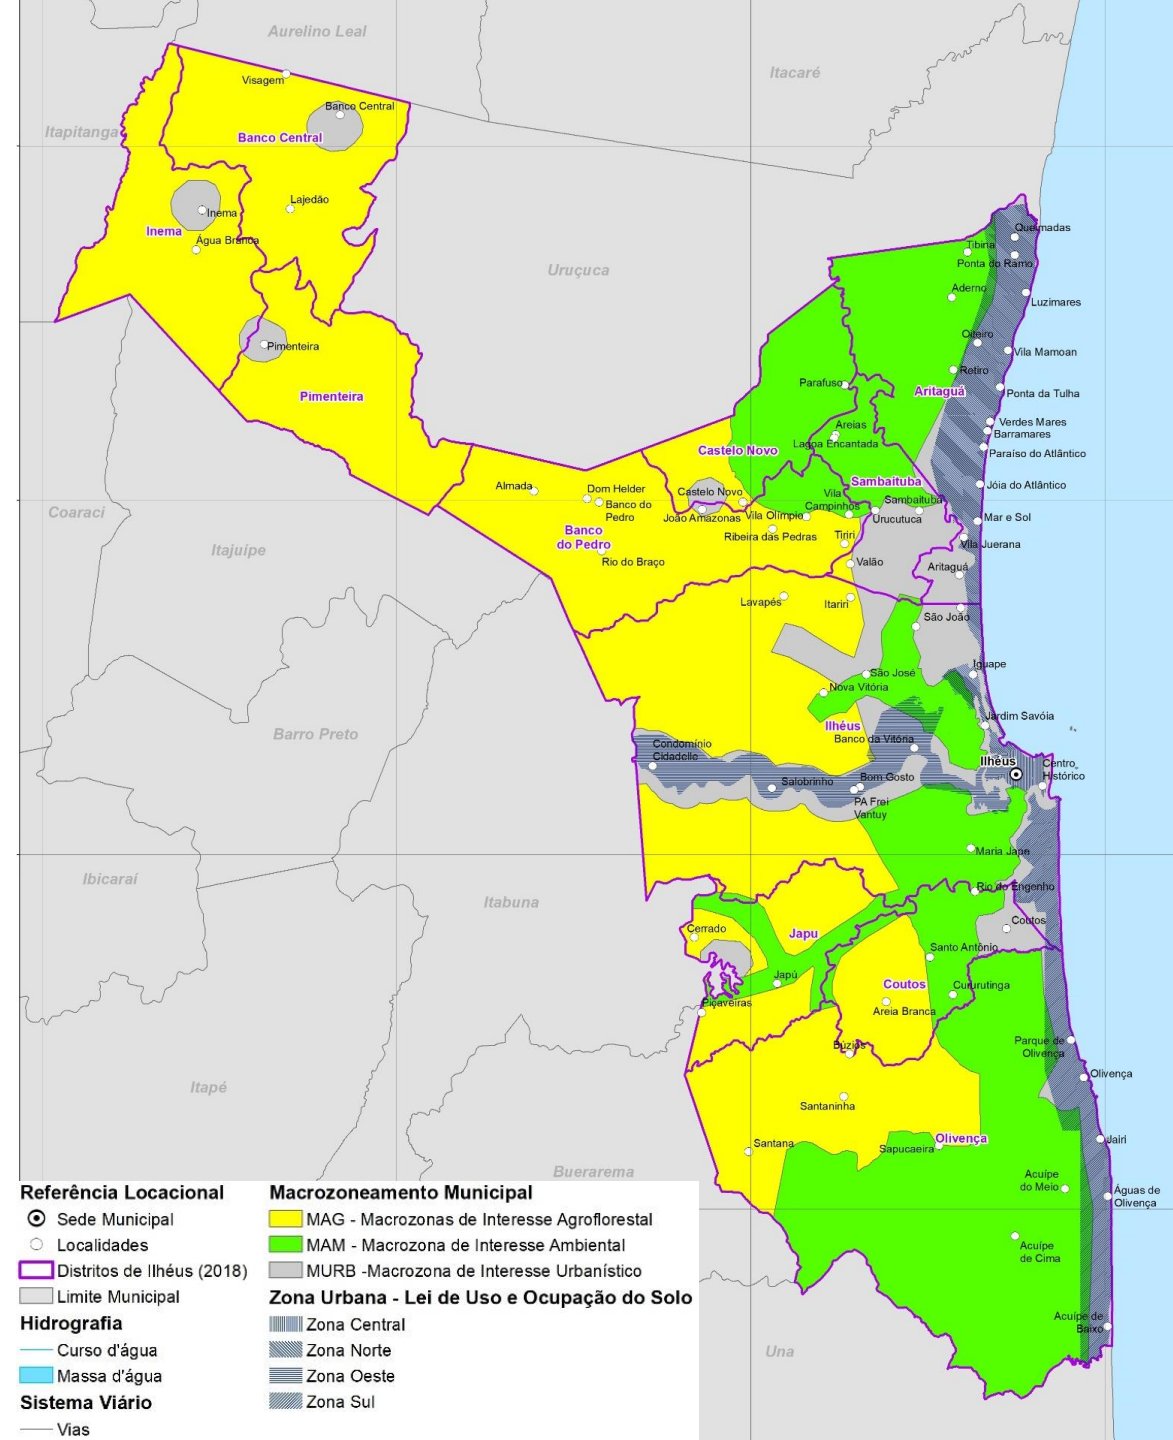 Aurelino Leal
Itacaré
Visagem
Banco Central
Itapitanga
Banco Central
Lajedão
Inema
Inema
Água Branca
Queimadas
Tibina
Ponta do Ramo
Uruçuca
Aderno
Luzimares
Oiteiro
Pimenteira
Vila Mamoan
Retiro
Parafuso
Aritaguá
Ponta da Tulha
Pimenteira
Verdes Mares
Areias
Barramares
Lagoa Encantada
Castelo Novo
Paraíso do Atlântico
Sambaituba
Almada
Dom Helder
Castelo Novo
Vila
Campinhos
Sambaituba
Jóia do Atlântico
Banco do
Pedro
João Amazonas
Vila Olímpio
Urucutuca
Mar e Sol
Coaraci
Banco
do Pedro
Ribeira das Pedras
Tiriri
Vila Juerana
Itajuípe
Rio do Braço
Valão
Aritaguá
Lavapés
Itariri
São João
Iguape
São José
Nova Vitória
Jardim Savóia
Ilhéus
Barro Preto
Condomínio
Cidadelle
Banco da Vitória
Ilhéus
Centro
Histórico
Salobrinho
Bom Gosto
PA Frei
Vantuy
Maria Jape
Ibicaraí
Rio do Engenho
Itabuna
Coutos
Cerrado
Japu
Santo Antônio
Japú
Coutos
Cururutinga
Piçaveiras
Areia Branca
Parque de
Olivença
Búzios
Olivença
Itapé
Santaninha
Santana
Sapucaeira
Olivença
Jairi
Buerarema
Acuípe
do Meio
Águas de
Olivença
Acuípe
de Cima
Acuípe de
Baixo
Una
Referência Locacional
Sede Municipal
Localidades
Distritos de Ilhéus (2018)
Limite Municipal
Hidrografia
Curso d'água
Massa d'água
Sistema Viário
Vias
Macrozoneamento Municipal
MAG - Macrozonas de Interesse Agroflorestal
MAM - Macrozona de Interesse Ambiental
MURB -Macrozona de Interesse Urbanístico
Zona Urbana - Lei de Uso e Ocupação do Solo
Zona Central
Zona Norte
Zona Oeste
Zona Sul